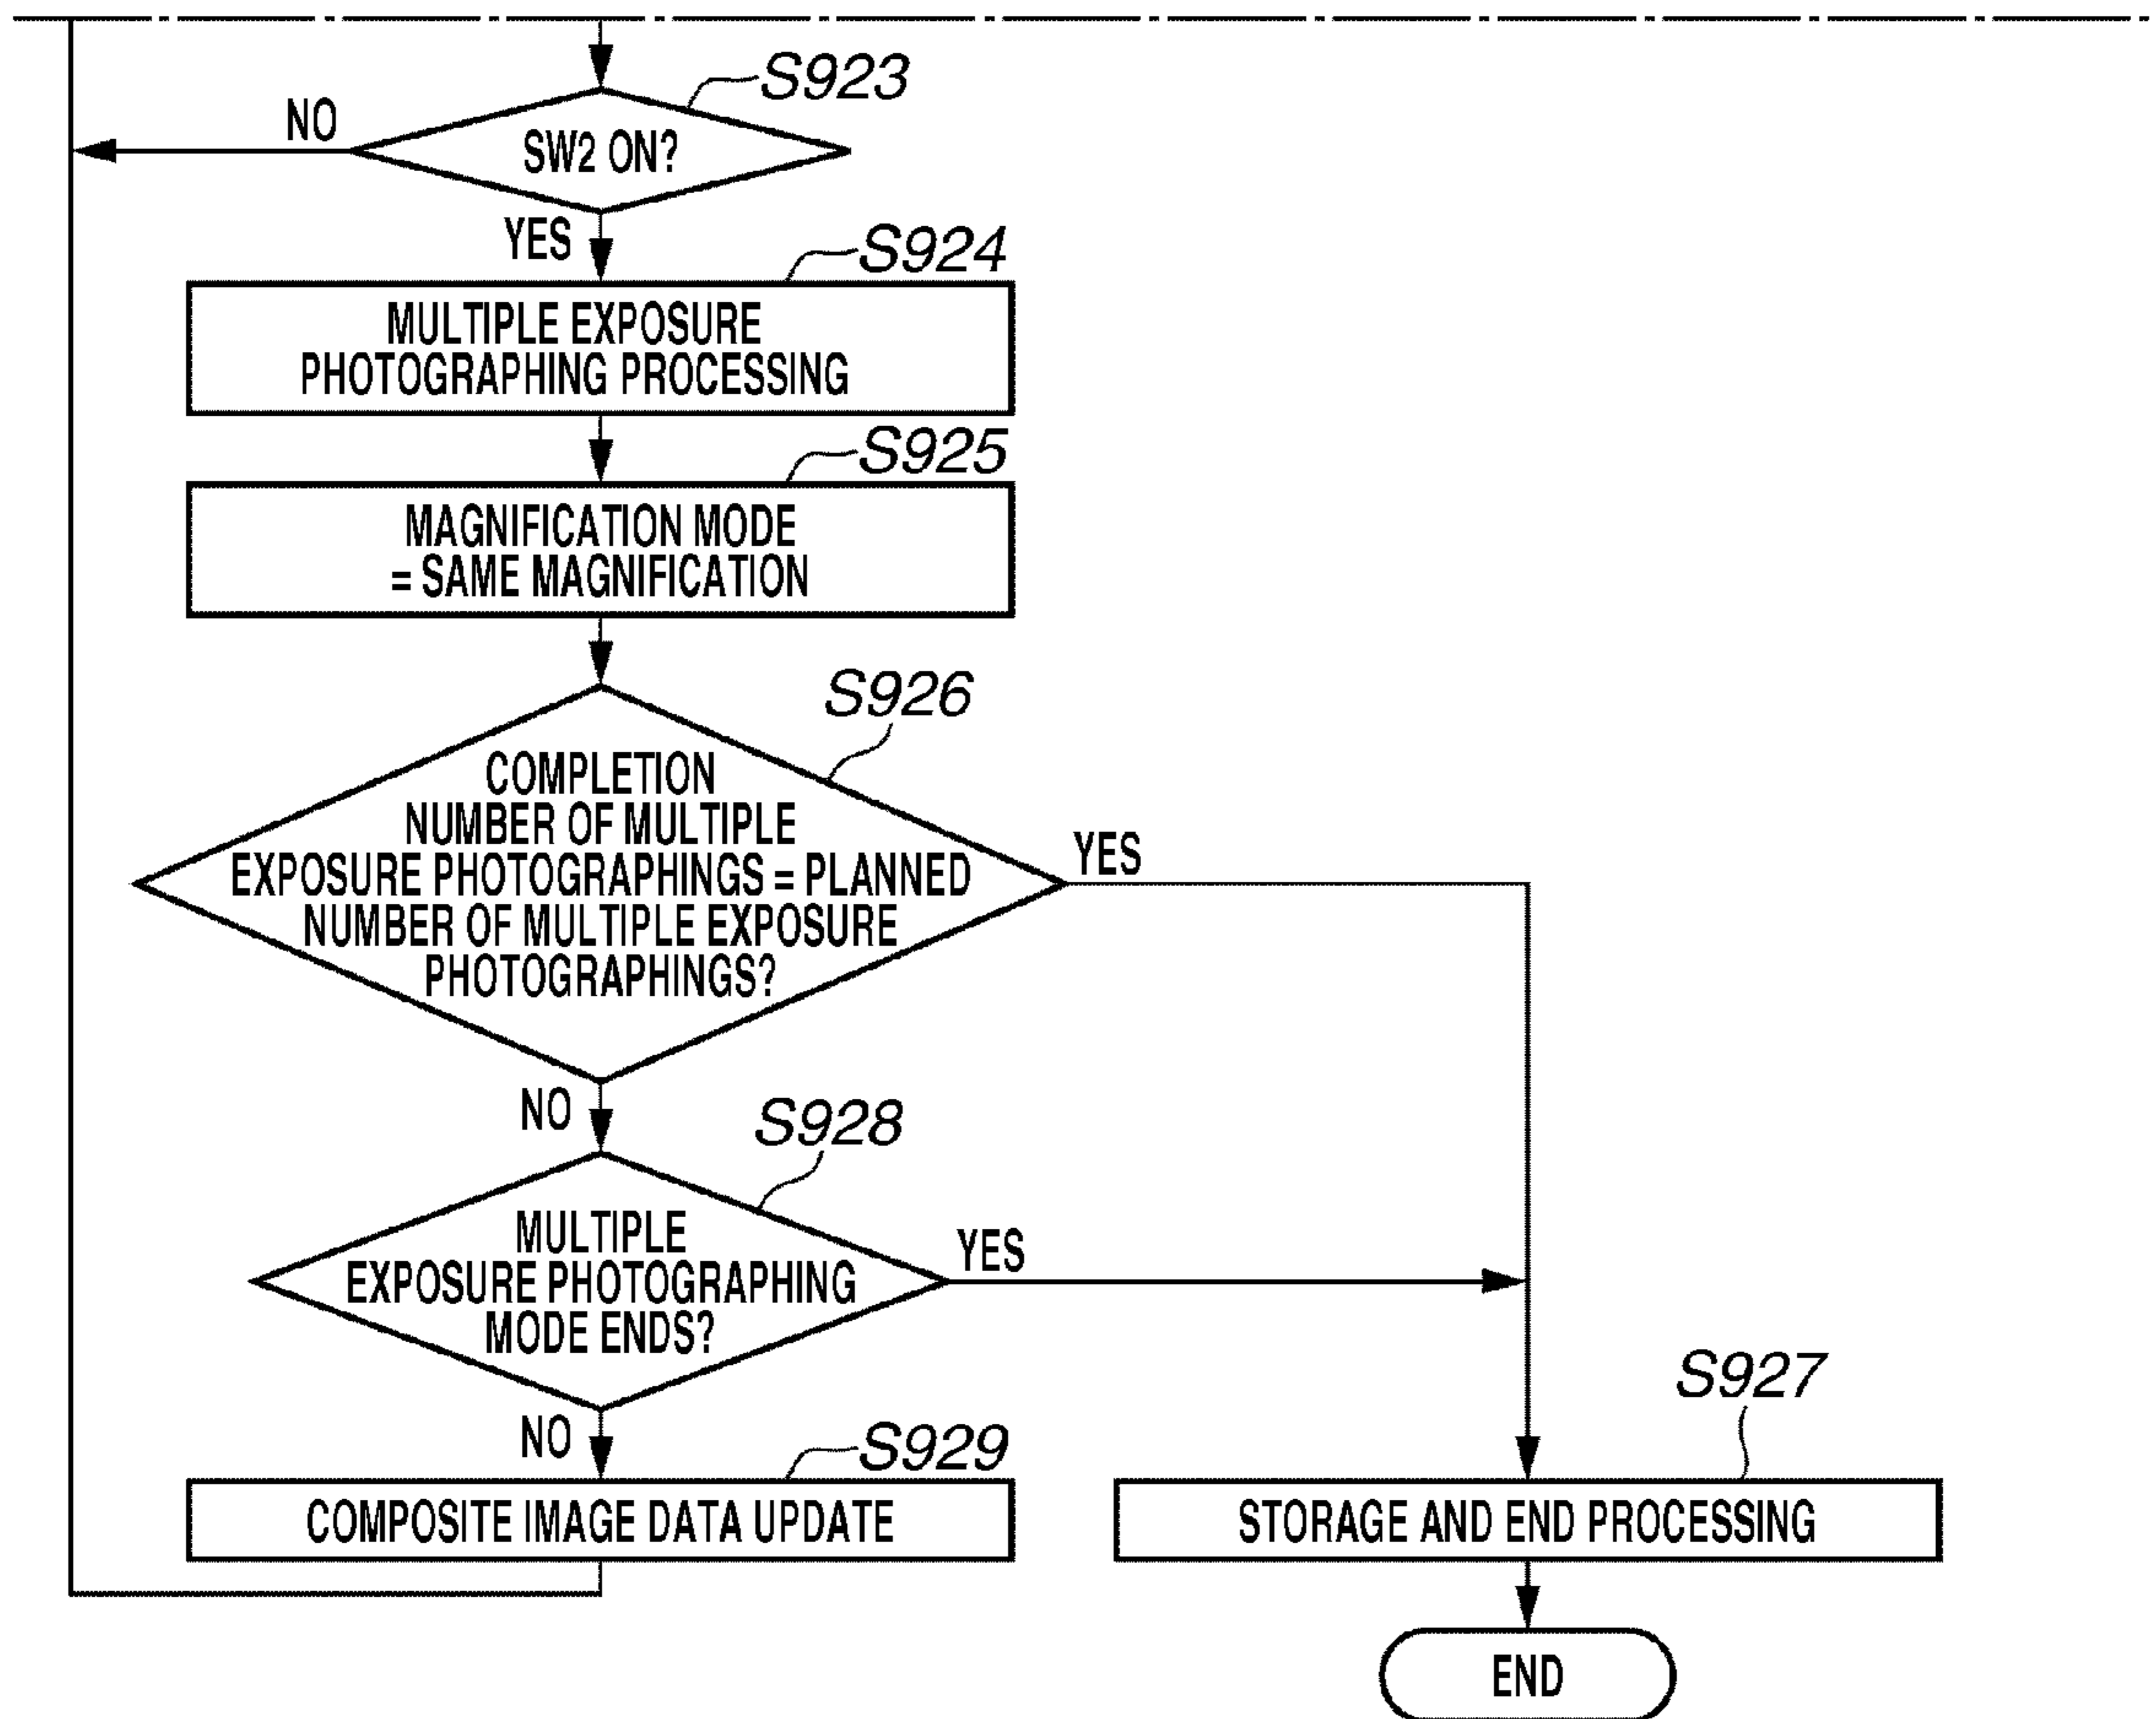 S923
NO
SW2 ON?
YES
S924
MULTIPLE EXPOSURE
PHOTOGRAPHING PROCESSING
S925
MAGNIFICATION MODE
= SAME MAGNIFICATION
S926
COMPLETION
NUMBER OF MULTIPLE
EXPOSURE PHOTOGRAPHINGS = PLANNED
NUMBER OF MULTIPLE EXPOSURE
PHOTOGRAPHINGS?
YES
NO
S928
MULTIPLE
EXPOSURE PHOTOGRAPHING
MODE ENDS?
YES
NO
S929
COMPOSITE IMAGE DATA UPDATE
S927
STORAGE AND END PROCESSING
END